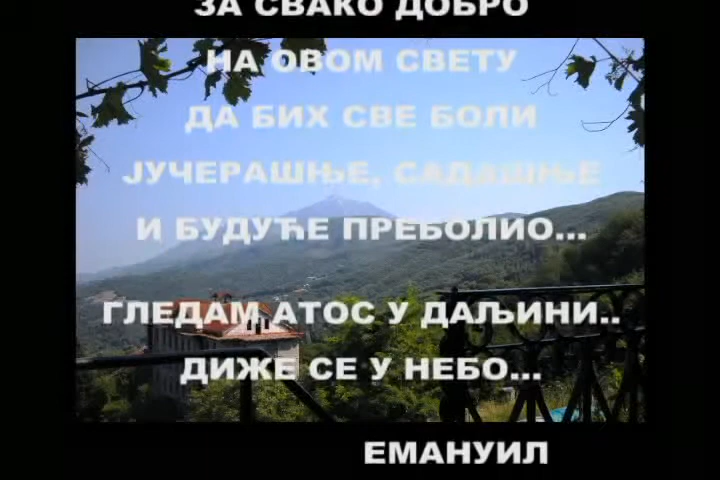 ЗА СВАКО ДОБРО
НА ОВОМ СВЕТУ
ДА БИХ СВЕ БОЛИ
ЈУЧЕРАШЊЕ, САДАШЊЕ
И БУДУЋЕ ПРЕБОЛИО...
ГЛЕДАМ АТОС У ДАЉИНИ..
ДИЖЕ СЕ У НЕБО...
ЕМАНУИЛ